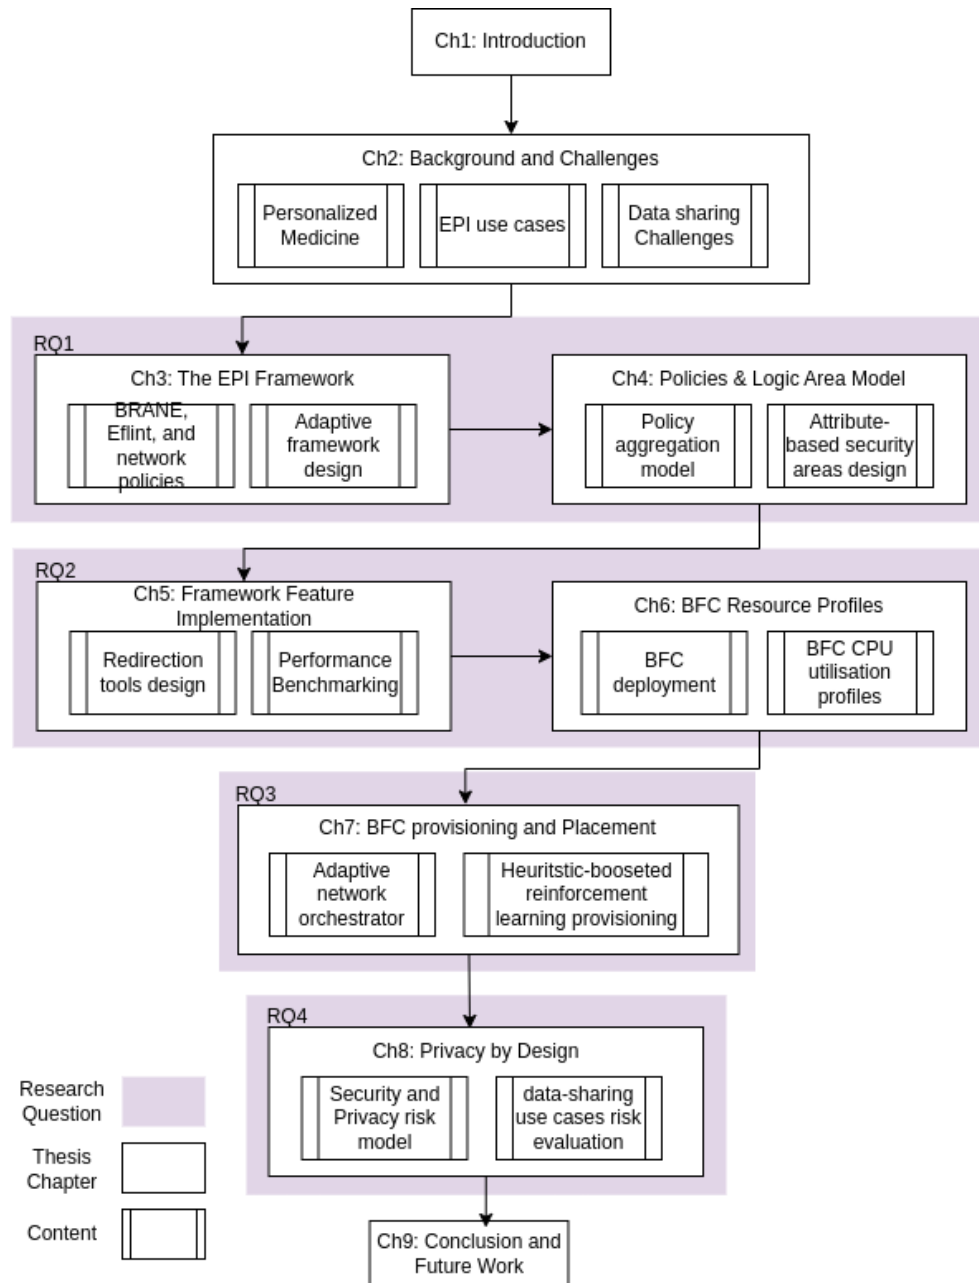 Ch1: Introduction
Ch2: Background and Challenges
Personalized
Medicine
EPI use cases
Data sharing
Challenges
RQ1
Ch3: The EPI Framework
BRANE,
Eflint, and
network
policies
Adaptive
framework
design
Ch4: Policies & Logic Area Model
Policy
aggregation
model
Attribute-
based security
areas design
RQ2
Ch5: Framework Feature
Implementation
Redirection
tools design
Performance
Benchmarking
Ch6: BFC Resource Profiles
BFC
deployment
BFC CPU
utilisation
profiles
RQ3
Ch7: BFC provisioning and Placement
Adaptive
network
orchestrator
Heuritstic-booseted
reinforcement
learning provisioning
RQ4
Ch8: Privacy by Design
Security and
Privacy risk
model
data-sharing
use cases risk
evaluation
Research
Question
Thesis
Chapter
Content
Ch9: Conclusion and
Future Work